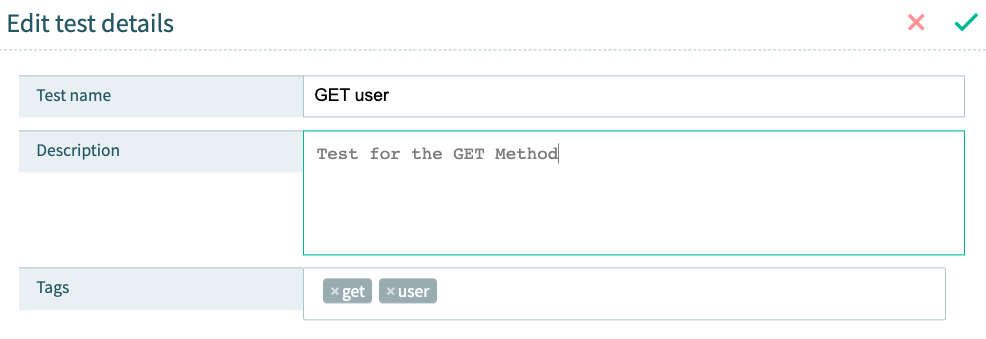 Edit test details
Test name
GET user
Description
Test for the GET Method
Tags
× get × user